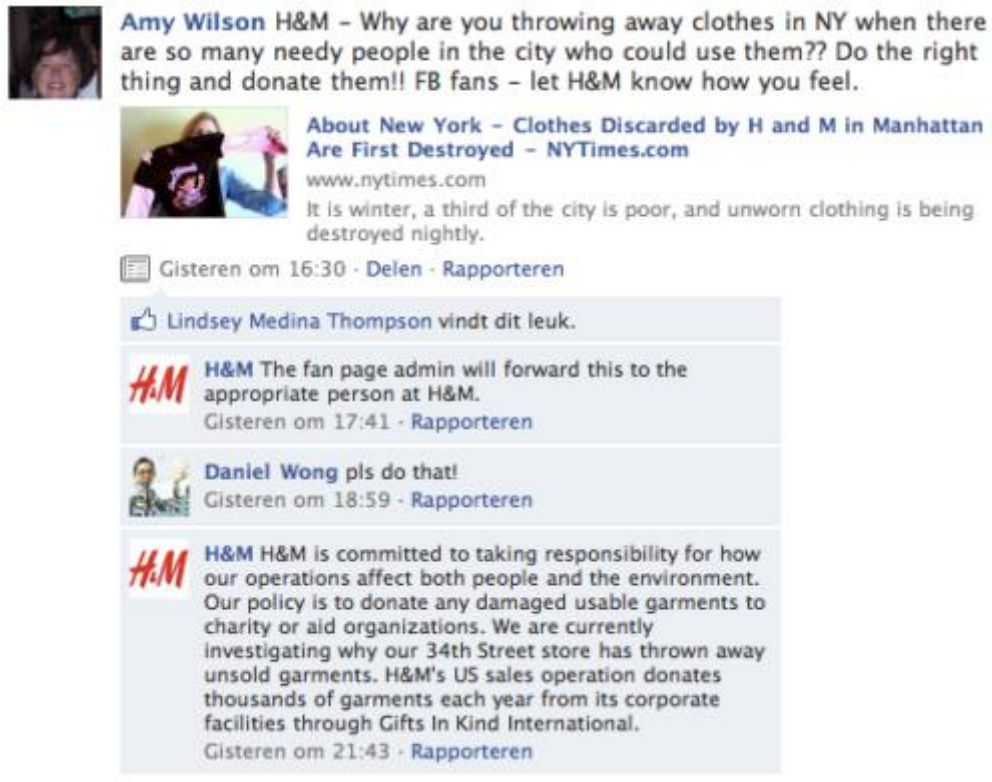 Amy Wilson H&M – Why are you throwing away clothes in NY when there
are so many needy people in the city who could use them?? Do the right
thing and donate them!! FB fans – let H&M know how you feel.
About New York – Clothes Discarded by H and M in Manhattan
Are First Destroyed – NYTimes.com
www.nytimes.com
It is winter, a third of the city is poor, and unworn clothing is being
destroyed nightly.
Gisteren om 16:30 · Delen · Rapporteren
Lindsey Medina Thompson vindt dit leuk.
H&M
H&M The fan page admin will forward this to the
appropriate person at H&M.
Gisteren om 17:41 · Rapporteren
Daniel Wong pls do that!
Gisteren om 18:59 · Rapporteren
H&M
H&M H&M is committed to taking responsibility for how
our operations affect both people and the environment.
Our policy is to donate any damaged usable garments to
charity or aid organizations. We are currently
investigating why our 34th Street store has thrown away
unsold garments. H&M's US sales operation donates
thousands of garments each year from its corporate
facilities through Gifts In Kind International.
Gisteren om 21:43 · Rapporteren